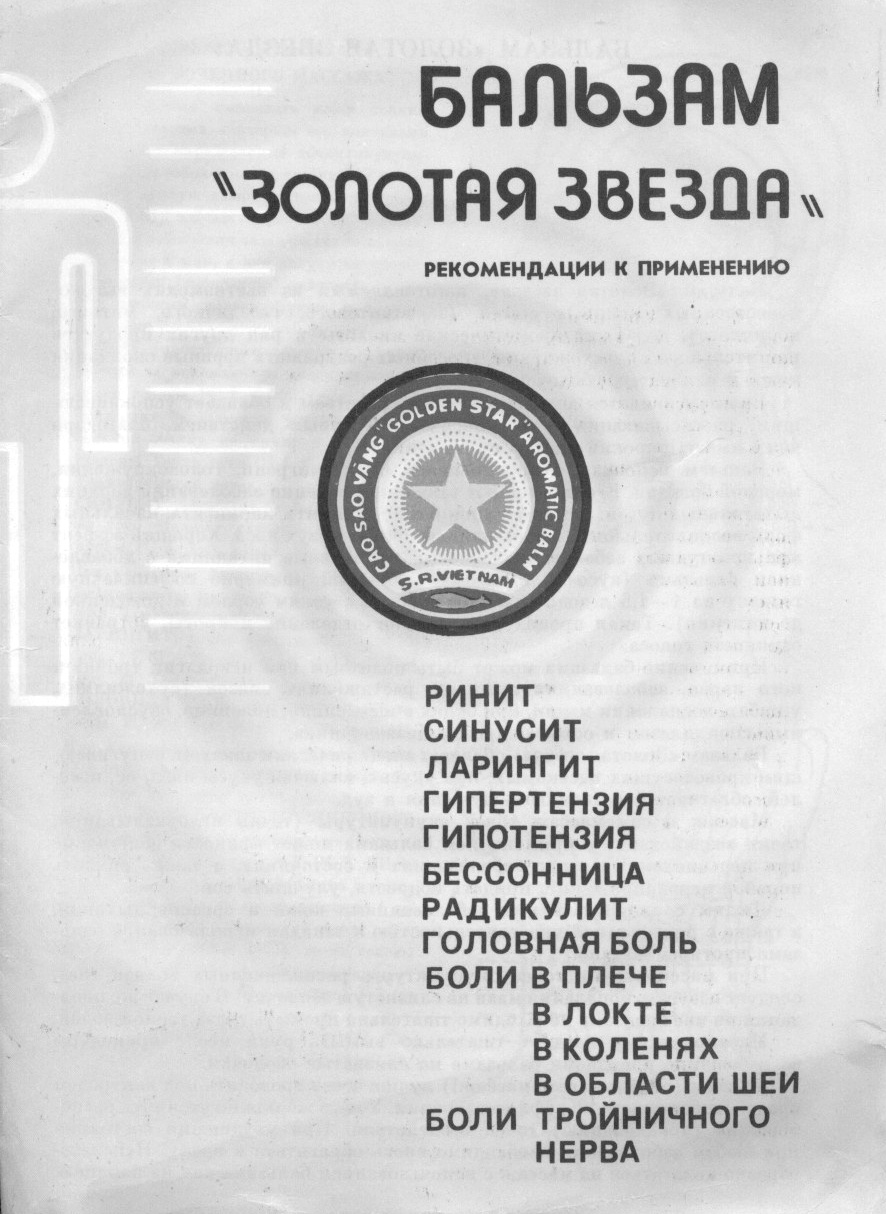 БАЛЬЗАМ
"ЗОЛОТАЯ ЗВЕЗДА"
РЕКОМЕНДАЦИИ К ПРИМЕНЕНИЮ
CAO SAO VÀNG "GOLDEN STAR" AROMATIC BALM
S.R.VIETNAM
РИНИТ
СИНУСИТ
ЛАРИНГИТ
ГИПЕРТЕНЗИЯ
ГИПОТЕНЗИЯ
БЕССОННИЦА
РАДИКУЛИТ
ГОЛОВНАЯ БОЛЬ
БОЛИ В ПЛЕЧЕ
В ЛОКТЕ
В КОЛЕНЯХ
В ОБЛАСТИ ШЕИ
БОЛИ ТРОЙНИЧНОГО
НЕРВА